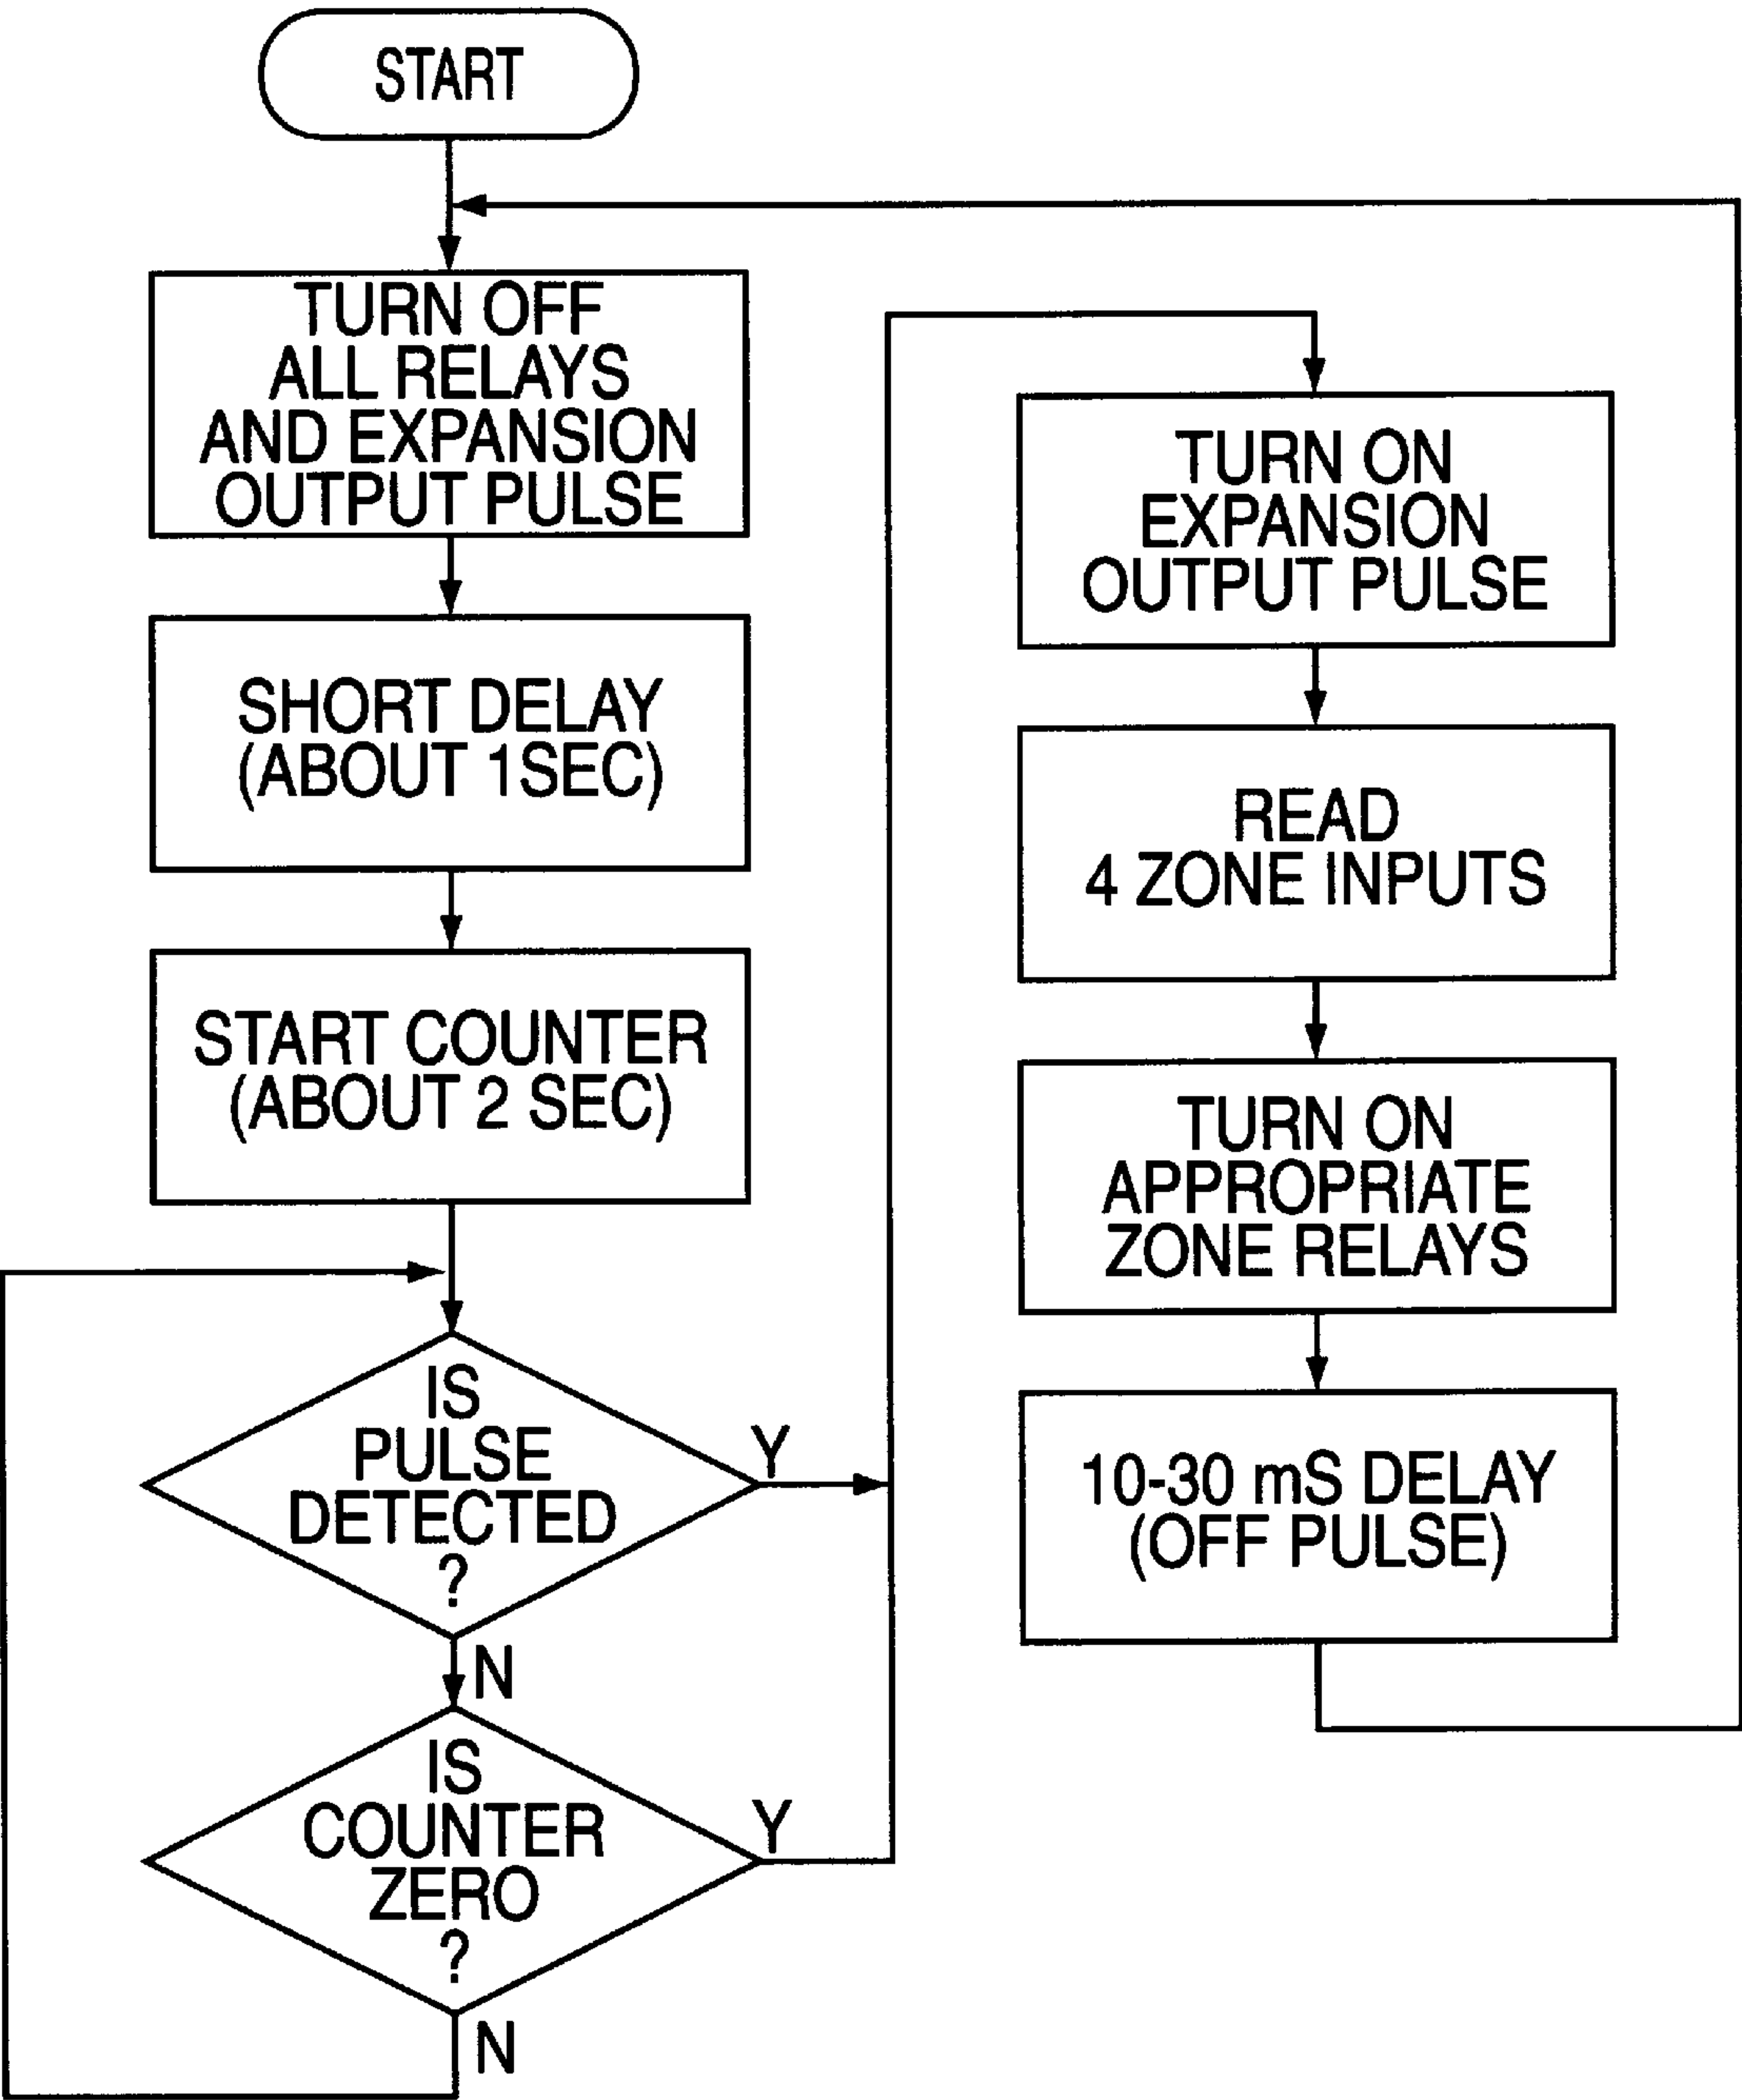 START
TURN OFF
ALL RELAYS
AND EXPANSION
OUTPUT PULSE
SHORT DELAY
(ABOUT 1SEC)
START COUNTER
(ABOUT 2 SEC)
IS
PULSE
DETECTED
?
Y
N
IS
COUNTER
ZERO
?
Y
N
TURN ON
EXPANSION
OUTPUT PULSE
READ
4 ZONE INPUTS
TURN ON
APPROPRIATE
ZONE RELAYS
10-30 mS DELAY
(OFF PULSE)